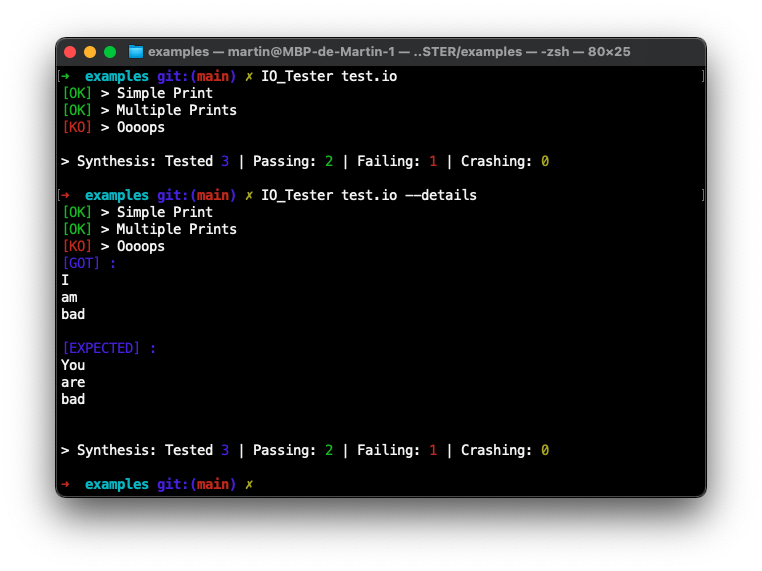 examples — martin@MBP-de-Martin-1 — ..STER/examples — -zsh — 80×25
[➜  examples git:(main) ✗ IO_Tester test.io ]
[OK] > Simple Print
[OK] > Multiple Prints
[KO] > Oooops
> Synthesis: Tested 3 | Passing: 2 | Failing: 1 | Crashing: 0
[➜  examples git:(main) ✗ IO_Tester test.io --details ]
[OK] > Simple Print
[OK] > Multiple Prints
[KO] > Oooops
[GOT] :
I
am
bad
[EXPECTED] :
You
are
bad
> Synthesis: Tested 3 | Passing: 2 | Failing: 1 | Crashing: 0
➜  examples git:(main) ✗